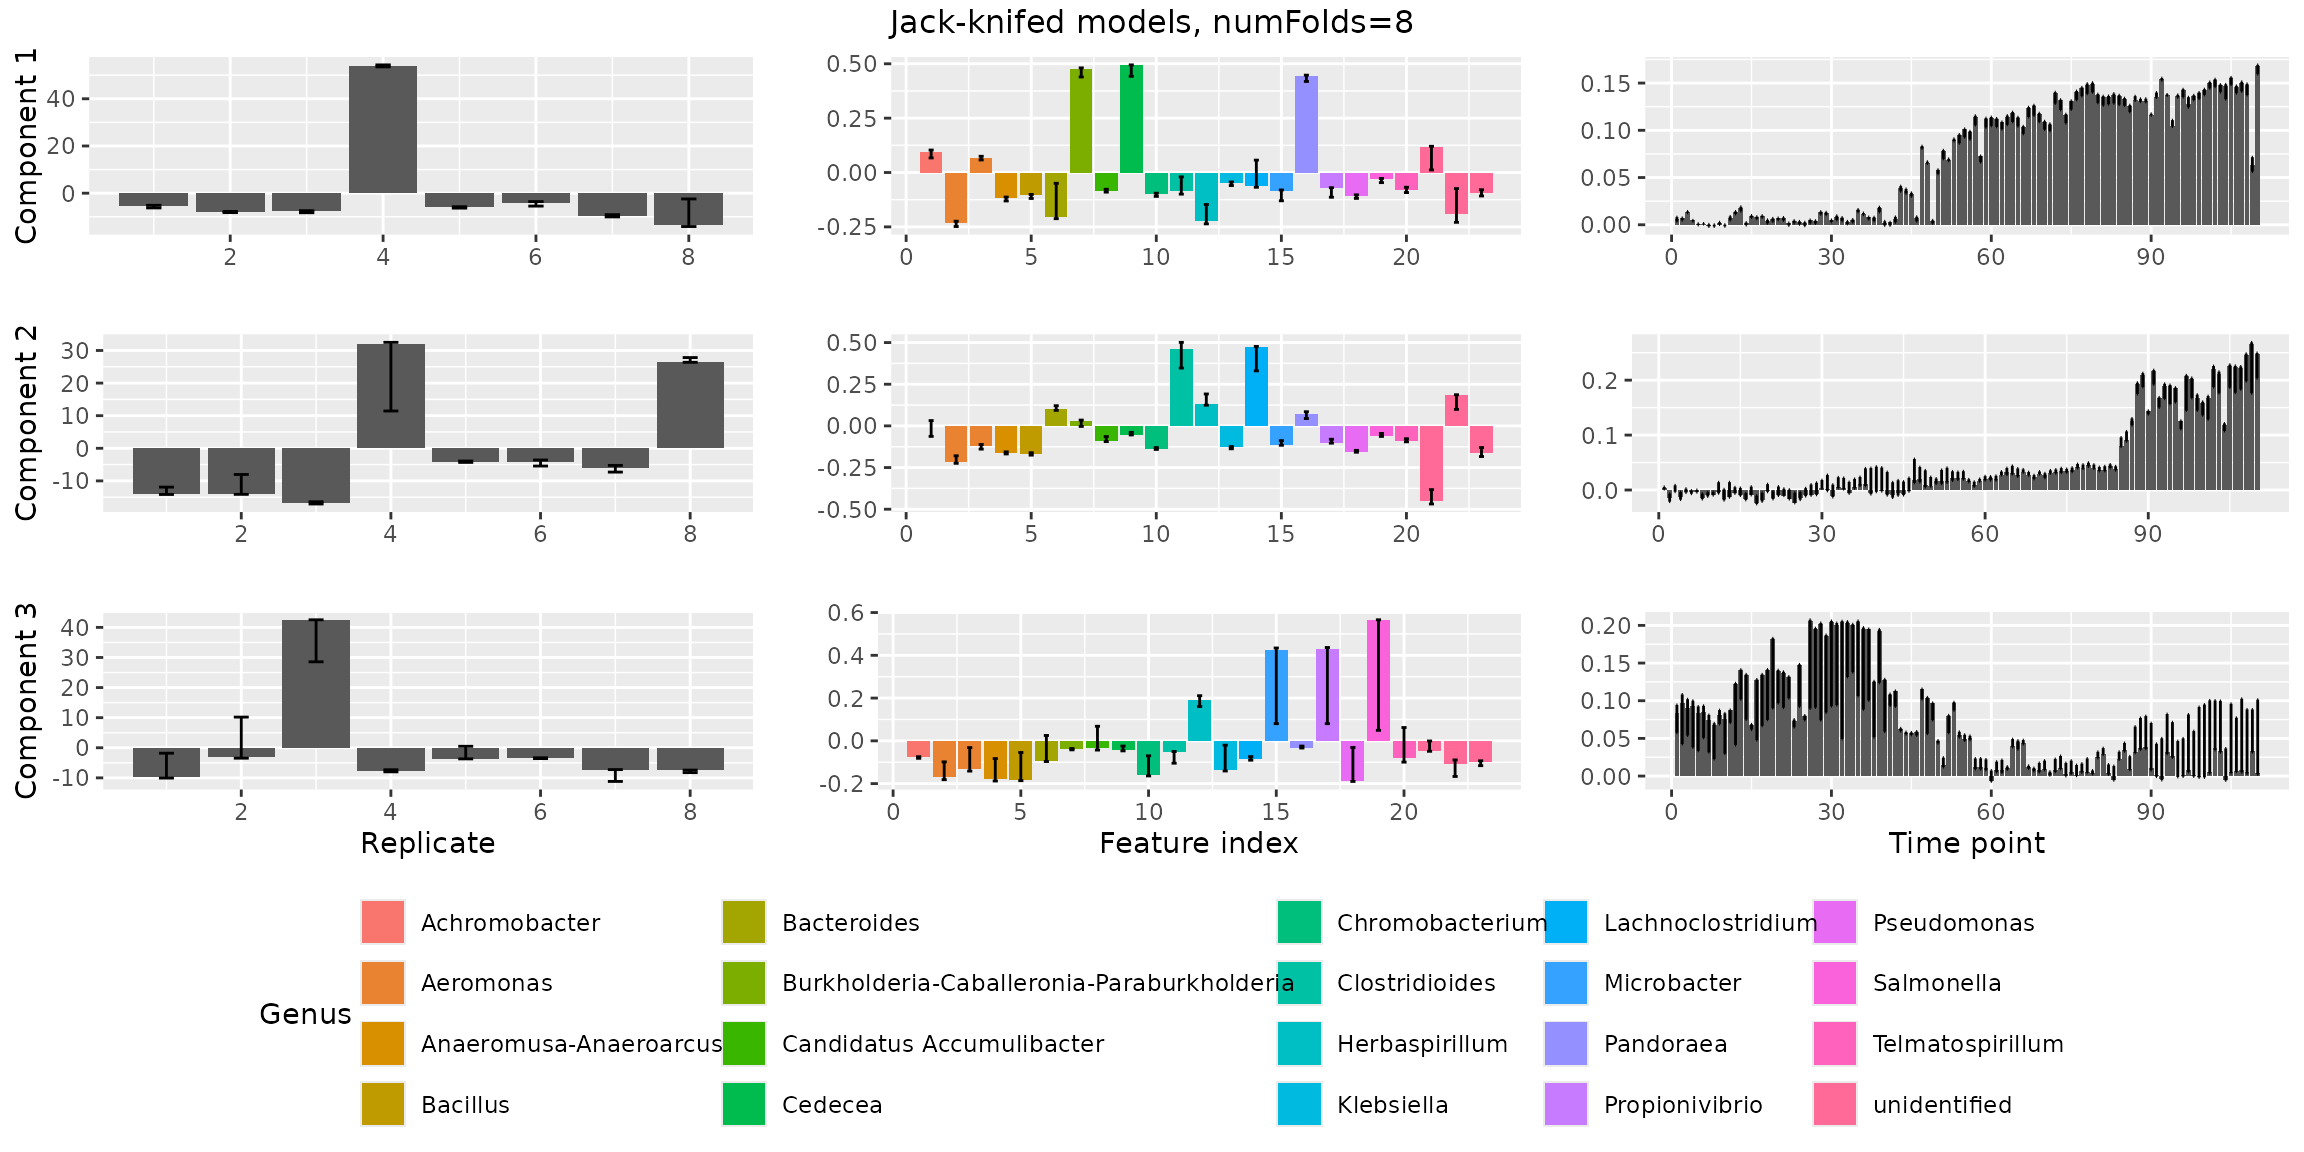 Jack-knifed models, numFolds=8
Component 1
40
20
0
2 4 6 8
0.50
0.25
0.00
-0.25
0 5 10 15 20
0.15
0.10
0.05
0.00
0 30 60 90
Component 2
30
20
10
0
-10
2 4 6 8
0.50
0.25
0.00
-0.25
-0.50
0 5 10 15 20
0.2
0.1
0.0
0 30 60 90
Component 3
40
30
20
10
0
-10
2 4 6 8
Replicate
0.6
0.4
0.2
0.0
-0.2
0 5 10 15 20
Feature index
0.20
0.15
0.10
0.05
0.00
0 30 60 90
Time point
Genus
Achromobacter
Aeromonas
Anaeromusa-Anaeroarcus
Bacillus
Bacteroides
Burkholderia-Caballeronia-Paraburkholderia
Candidatus Accumulibacter
Cedecea
Chromobacterium
Clostridioides
Herbaspirillum
Klebsiella
Lachnoclostridium
Microbacter
Pandoraea
Propionivibrio
Pseudomonas
Salmonella
Telmatospirillum
unidentified